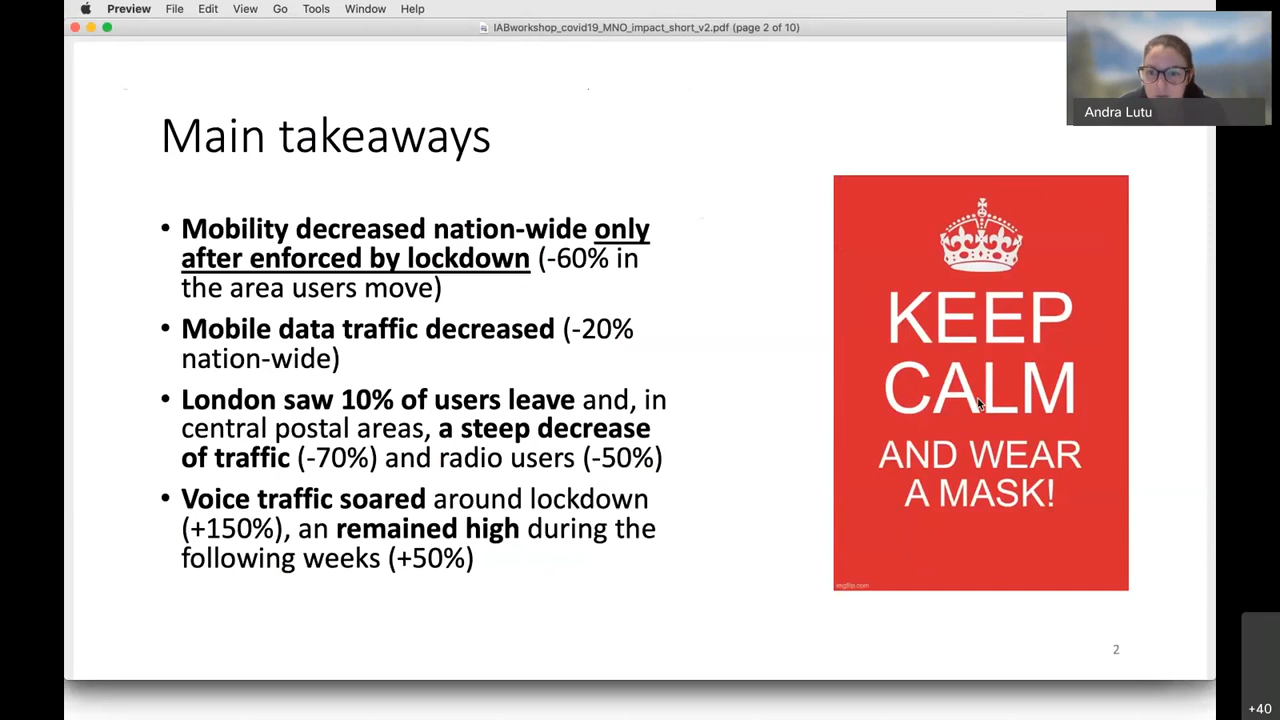 Preview File Edit View Go Tools Window Help
IABworkshop_covid19_MNO_impact_short_v2.pdf (page 2 of 10)
Andra Lutu
Main takeaways
• Mobility decreased nation-wide only
after enforced by lockdown (-60% in
the area users move)
• Mobile data traffic decreased (-20%
nation-wide)
• London saw 10% of users leave and, in
central postal areas, a steep decrease
of traffic (-70%) and radio users (-50%)
• Voice traffic soared around lockdown
(+150%), an remained high during the
following weeks (+50%)
KEEP
CALM
AND WEAR
A MASK!
imgflip.com
2
+40